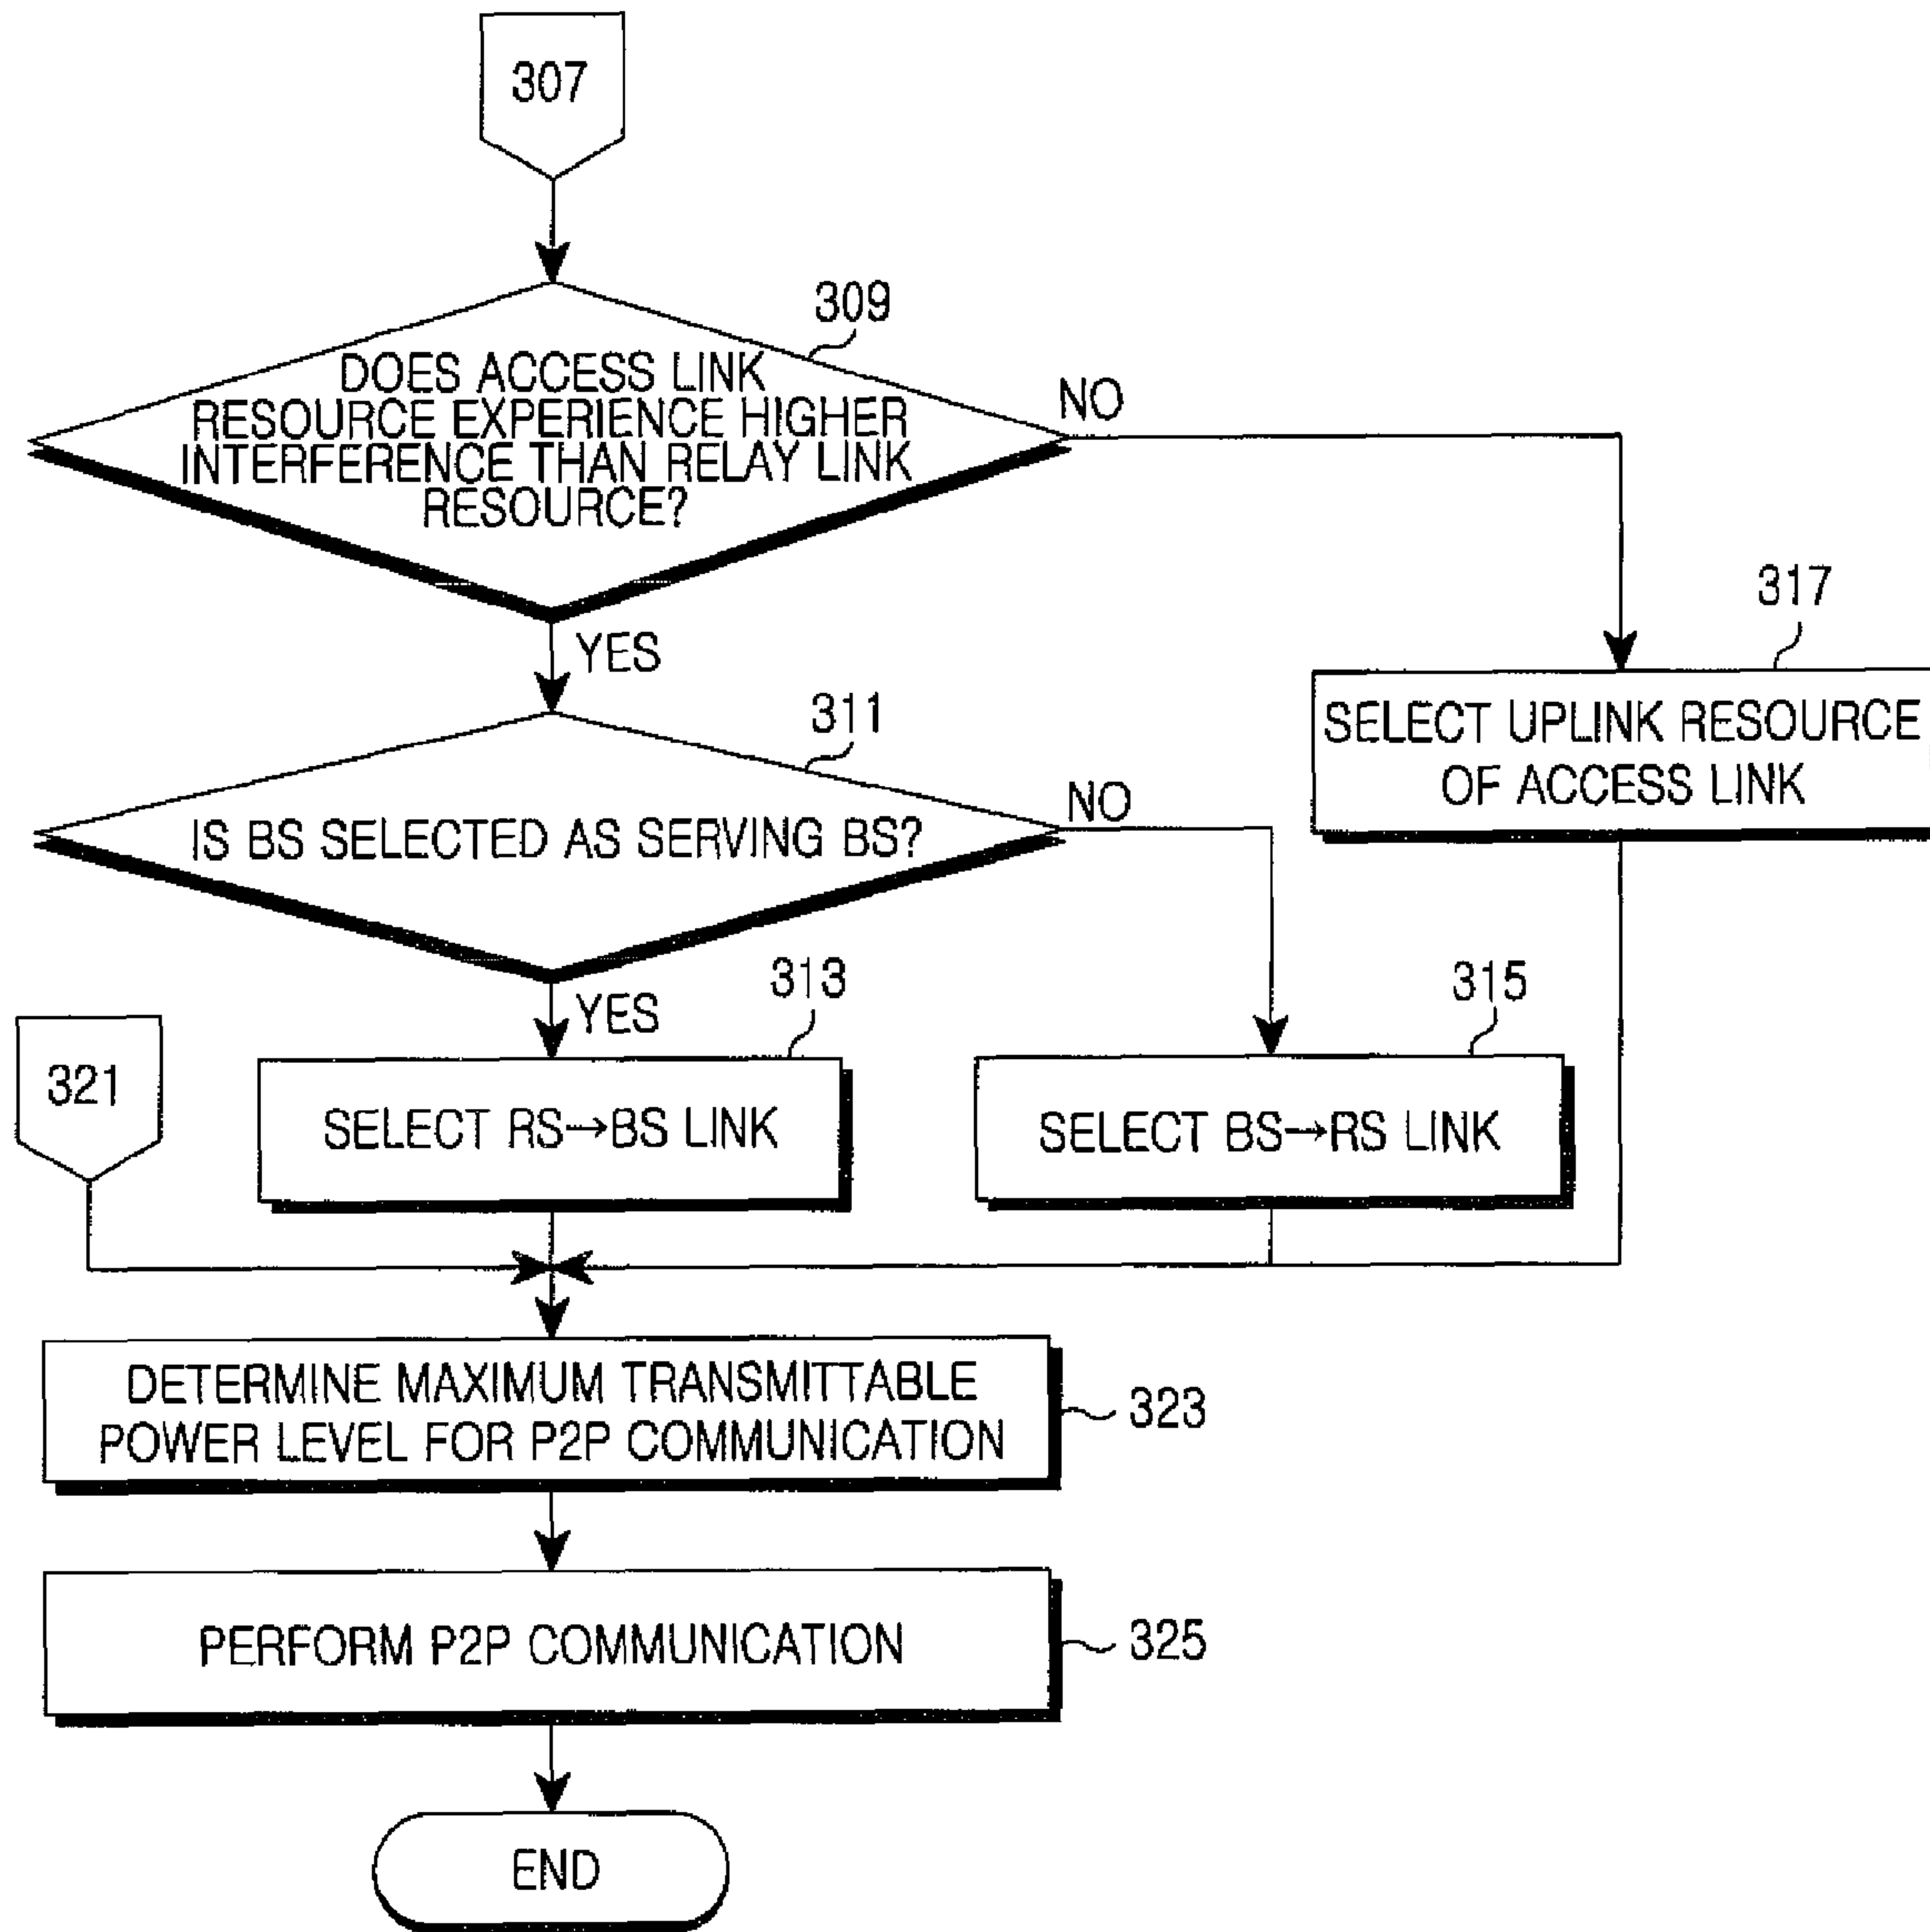 307
309
DOES ACCESS LINK
RESOURCE EXPERIENCE HIGHER
INTERFERENCE THAN RELAY LINK
RESOURCE?
NO
YES
317
SELECT UPLINK RESOURCE
OF ACCESS LINK
311
IS BS SELECTED AS SERVING BS?
NO
YES
313
315
321
SELECT RS→BS LINK
SELECT BS→RS LINK
DETERMINE MAXIMUM TRANSMITTABLE
POWER LEVEL FOR P2P COMMUNICATION
323
PERFORM P2P COMMUNICATION
325
END